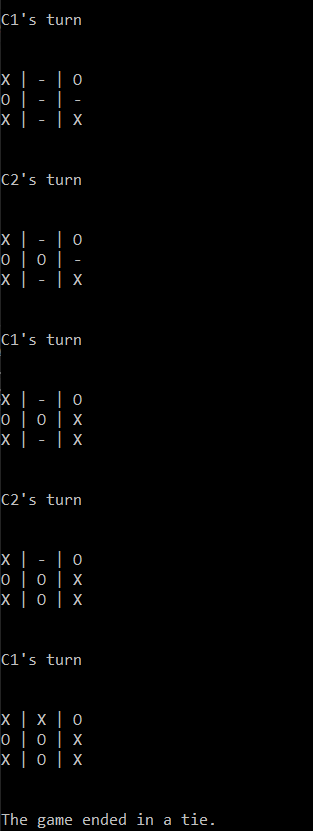 C1's turn
X | - | O
O | - | -
X | - | X
C2's turn
X | - | O
O | O | -
X | - | X
C1's turn
X | - | O
O | O | X
X | - | X
C2's turn
X | - | O
O | O | X
X | O | X
C1's turn
X | X | O
O | O | X
X | O | X
The game ended in a tie.